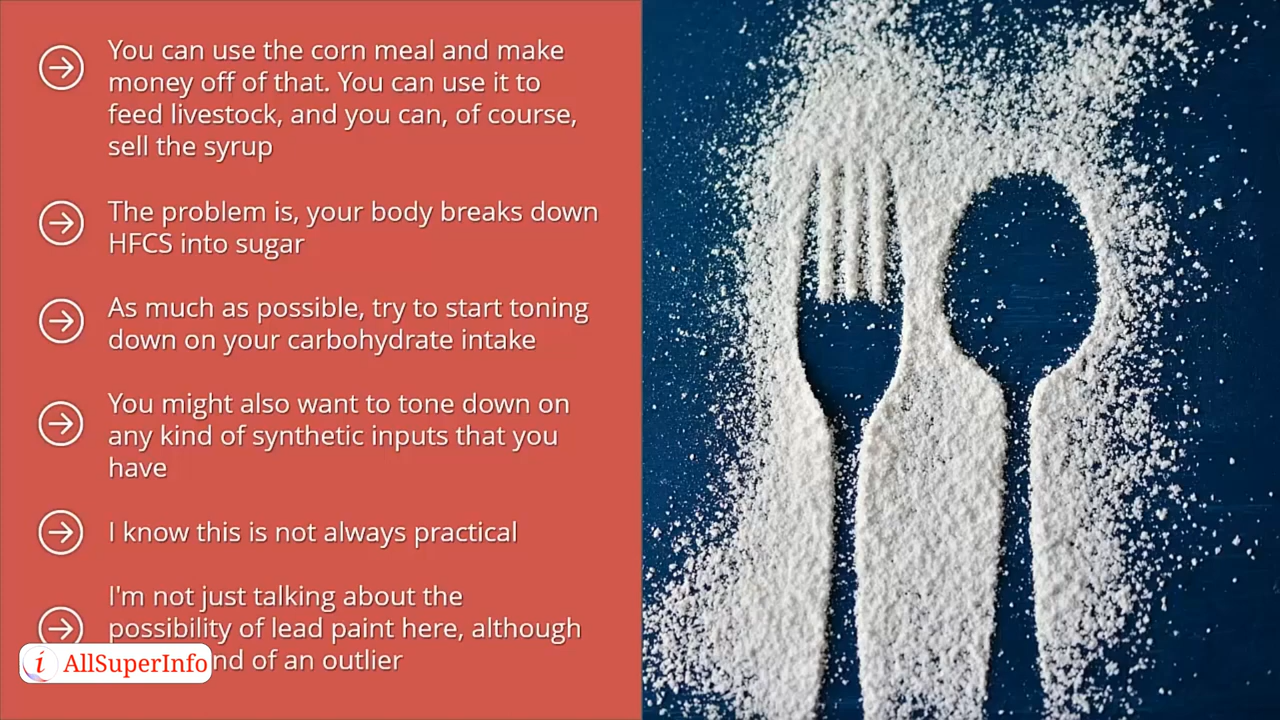 You can use the corn meal and make
money off of that. You can use it to
feed livestock, and you can, of course,
sell the syrup
The problem is, your body breaks down
HFCS into sugar
As much as possible, try to start toning
down on your carbohydrate intake
You might also want to tone down on
any kind of synthetic inputs that you
have
I know this is not always practical
I'm not just talking about the
possibility of lead paint here, although
of an outlier
i AllSuperInfo